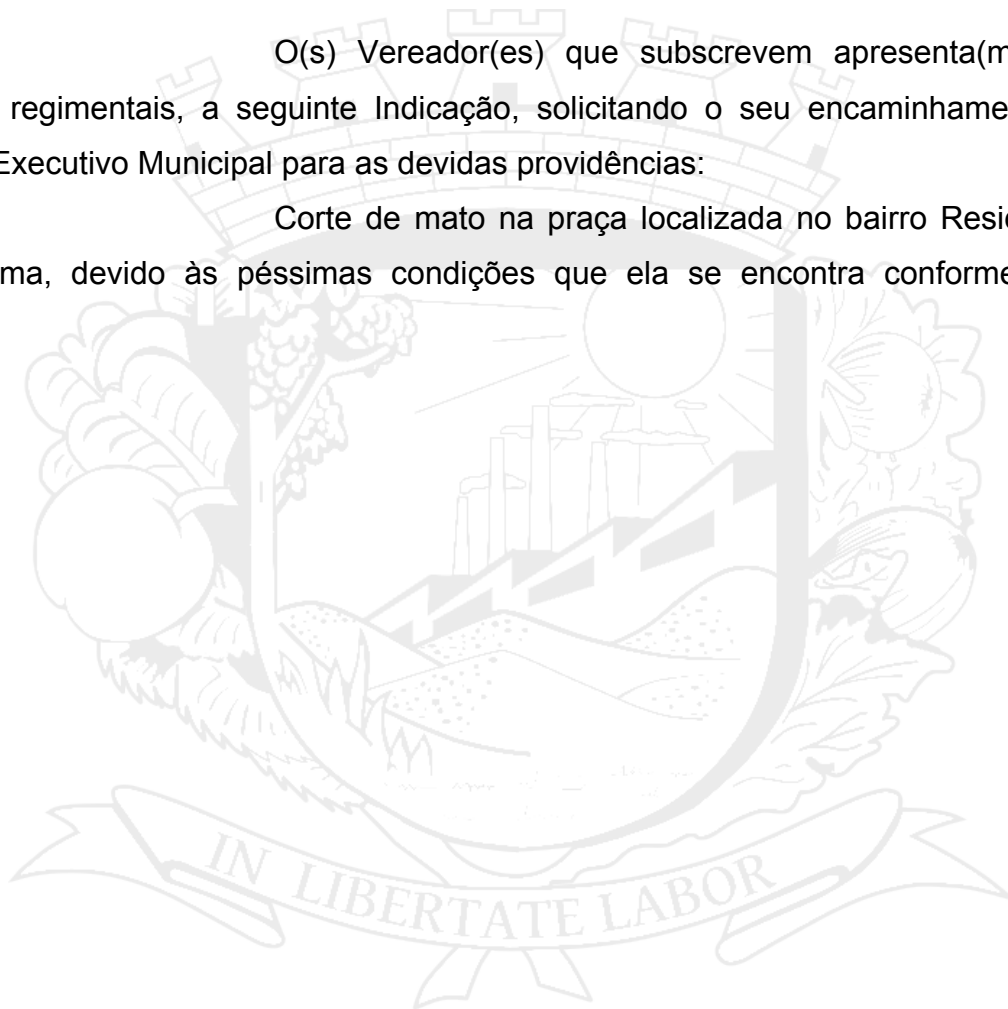 O(s) Vereador(es) que subscrevem apresenta(m
regimentais, a seguinte Indicação, solicitando o seu encaminhame
Executivo Municipal para as devidas providências:
Corte de mato na praça localizada no bairro Resi
ma, devido às péssimas condições que ela se encontra conforme
IN LIBERTATE LABOR